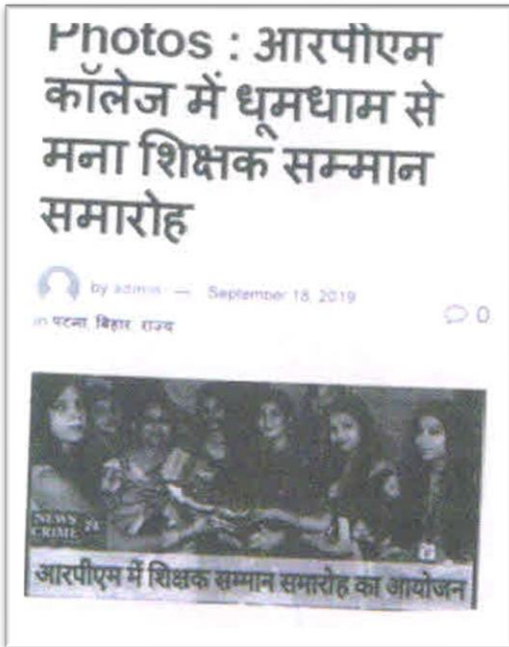 Photos : आरपीएम
कॉलेज में धूमधाम से
मना शिक्षक सम्मान
समारोह
by admin — September 18, 2019
0
in पटना, बिहार, राज्य
NEWS
CRIME 24
आरपीएम में शिक्षक सम्मान समारोह का आयोजन